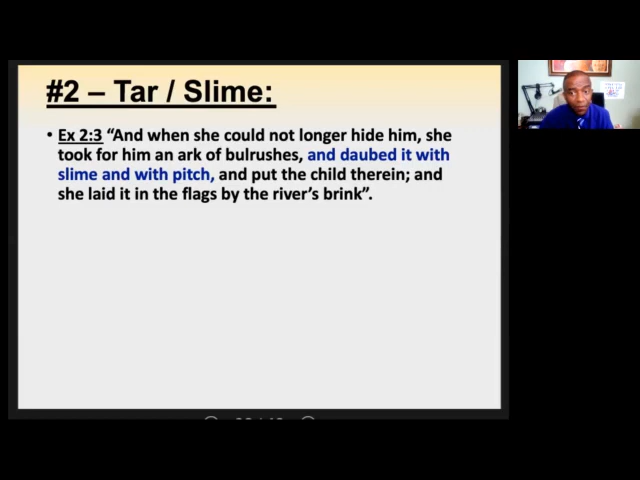 #2 – Tar / Slime:
• Ex 2:3 “And when she could not longer hide him, she
took for him an ark of bulrushes, and daubed it with
slime and with pitch, and put the child therein; and
she laid it in the flags by the river’s brink”.